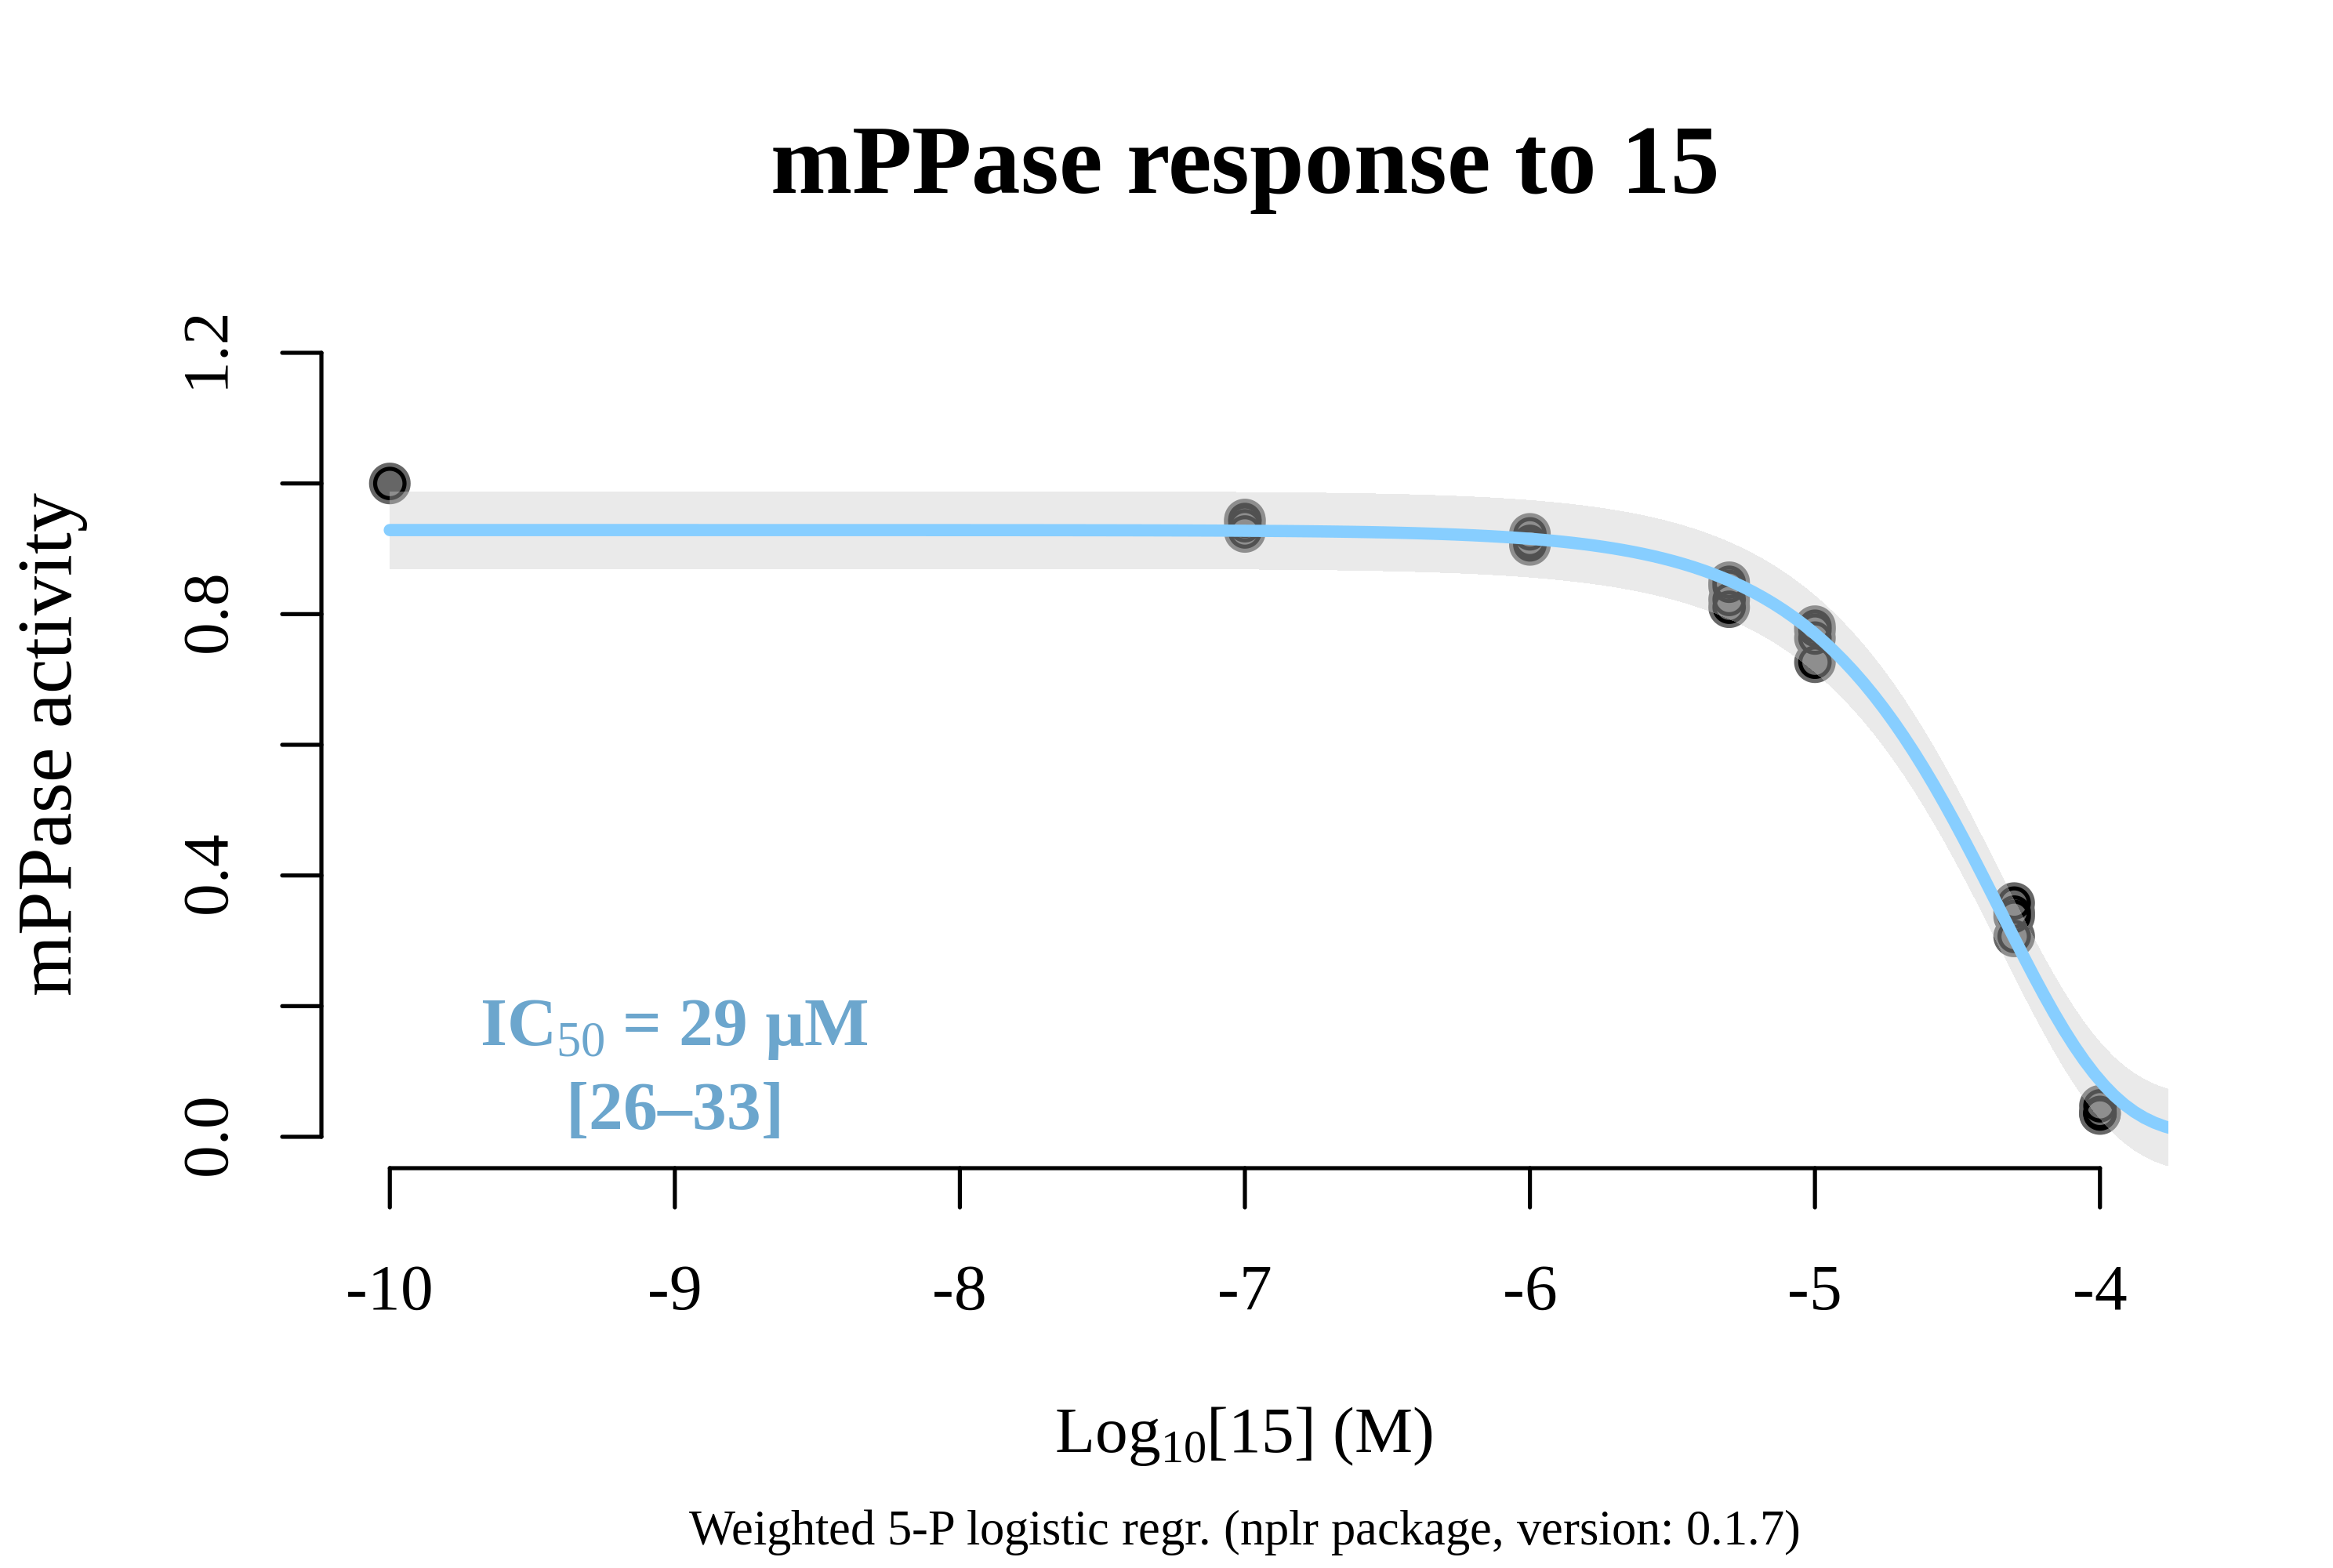 mPPase response to 15
mPPase activity
1.2
0.8
0.4
0.0
IC50 = 29 μM
[26–33]
-10 -9 -8 -7 -6 -5 -4
Log10[15] (M)
Weighted 5-P logistic regr. (nplr package, version: 0.1.7)